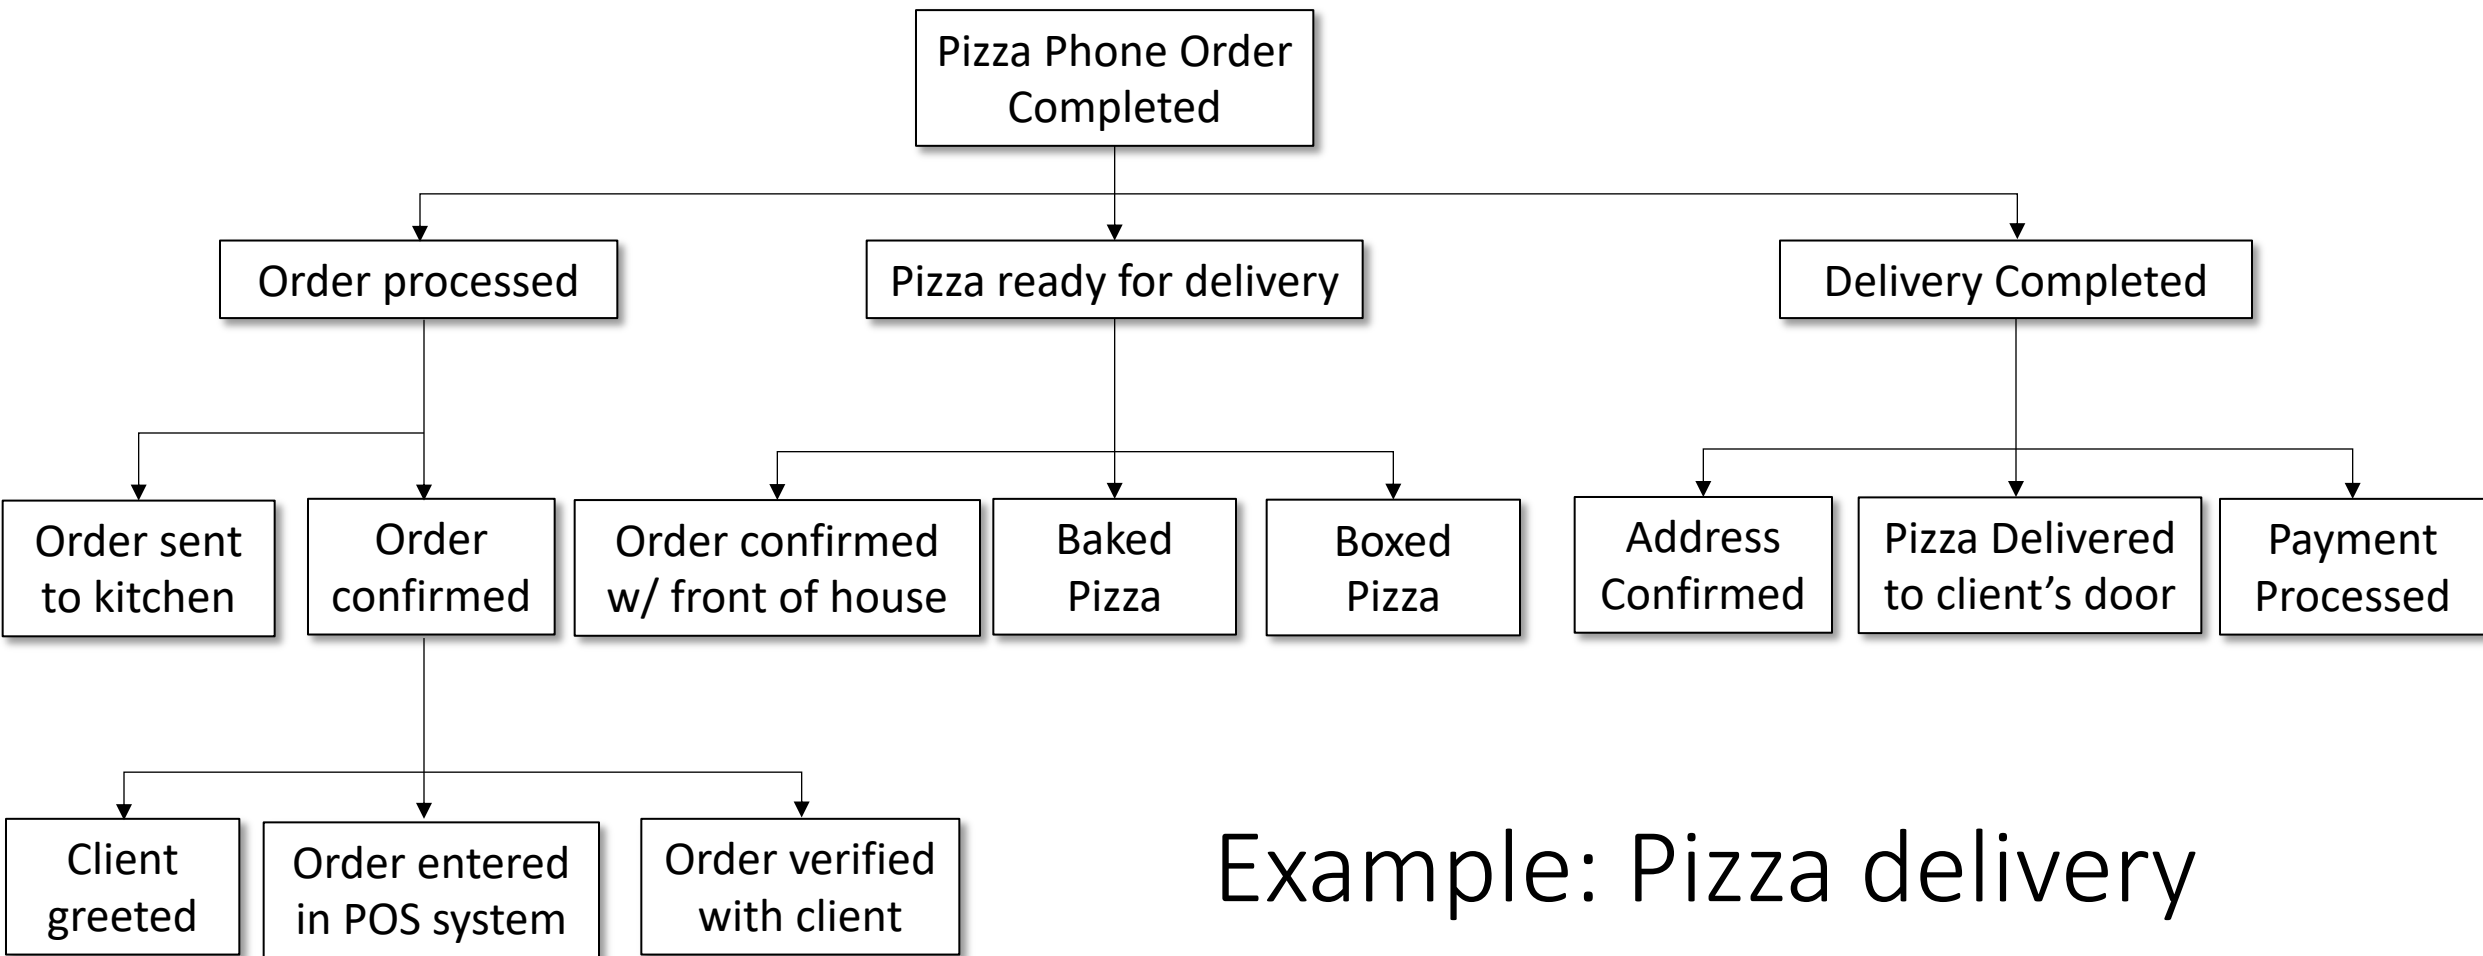 Pizza Phone Order
Completed
Order processed
Pizza ready for delivery
Delivery Completed
Order sent
to kitchen
Order
confirmed
Order confirmed
w/ front of house
Baked
Pizza
Boxed
Pizza
Address
Confirmed
Pizza Delivered
to client’s door
Payment
Processed
Client
greeted
Order entered
in POS system
Order verified
with client
Example: Pizza delivery